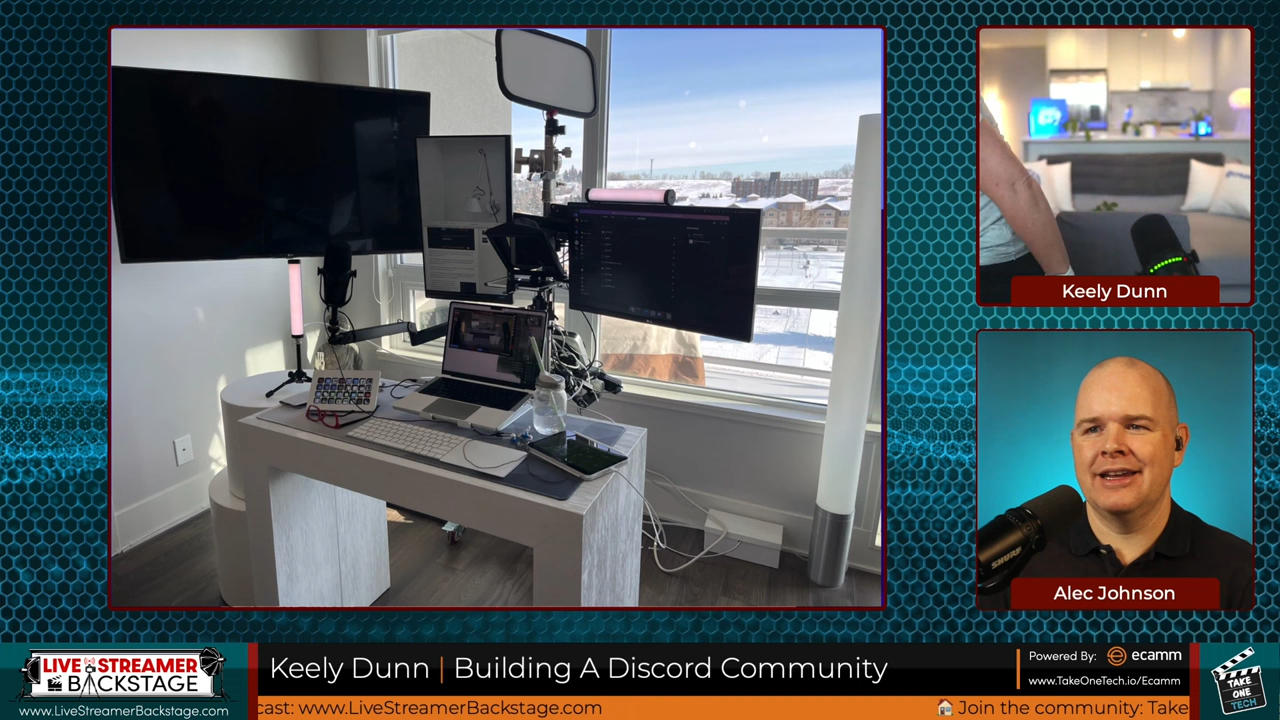 Keely Dunn
SHURE
Alec Johnson
LIVE STREAMER
BACKSTAGE
www.LiveStreamerBackstage.com
Keely Dunn | Building A Discord Community
Powered By: ecamm
www.TakeOneTech.io/Ecamm
cast: www.LiveStreamerBackstage.com
Join the community: Take
TAKE
ONE
TECH